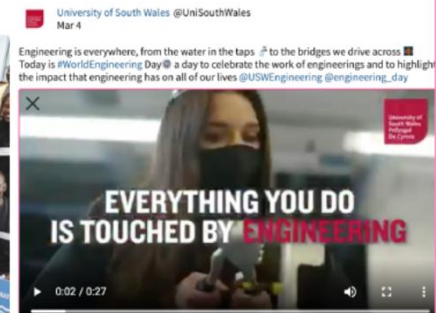 University of South Wales @UniSouthWales
Mar 4
Engineering is everywhere, from the water in the taps 🚰 to the bridges we drive across 🌉
Today is #WorldEngineering Day⚙ a day to celebrate the work of engineerings and to highlight
the impact that engineering has on all of our lives @USWEngineering @engineering_day
University of
South Wales
Prifysgol
De Cymru
EVERYTHING YOU DO
IS TOUCHED BY ENGINEERING
0:02 / 0:27